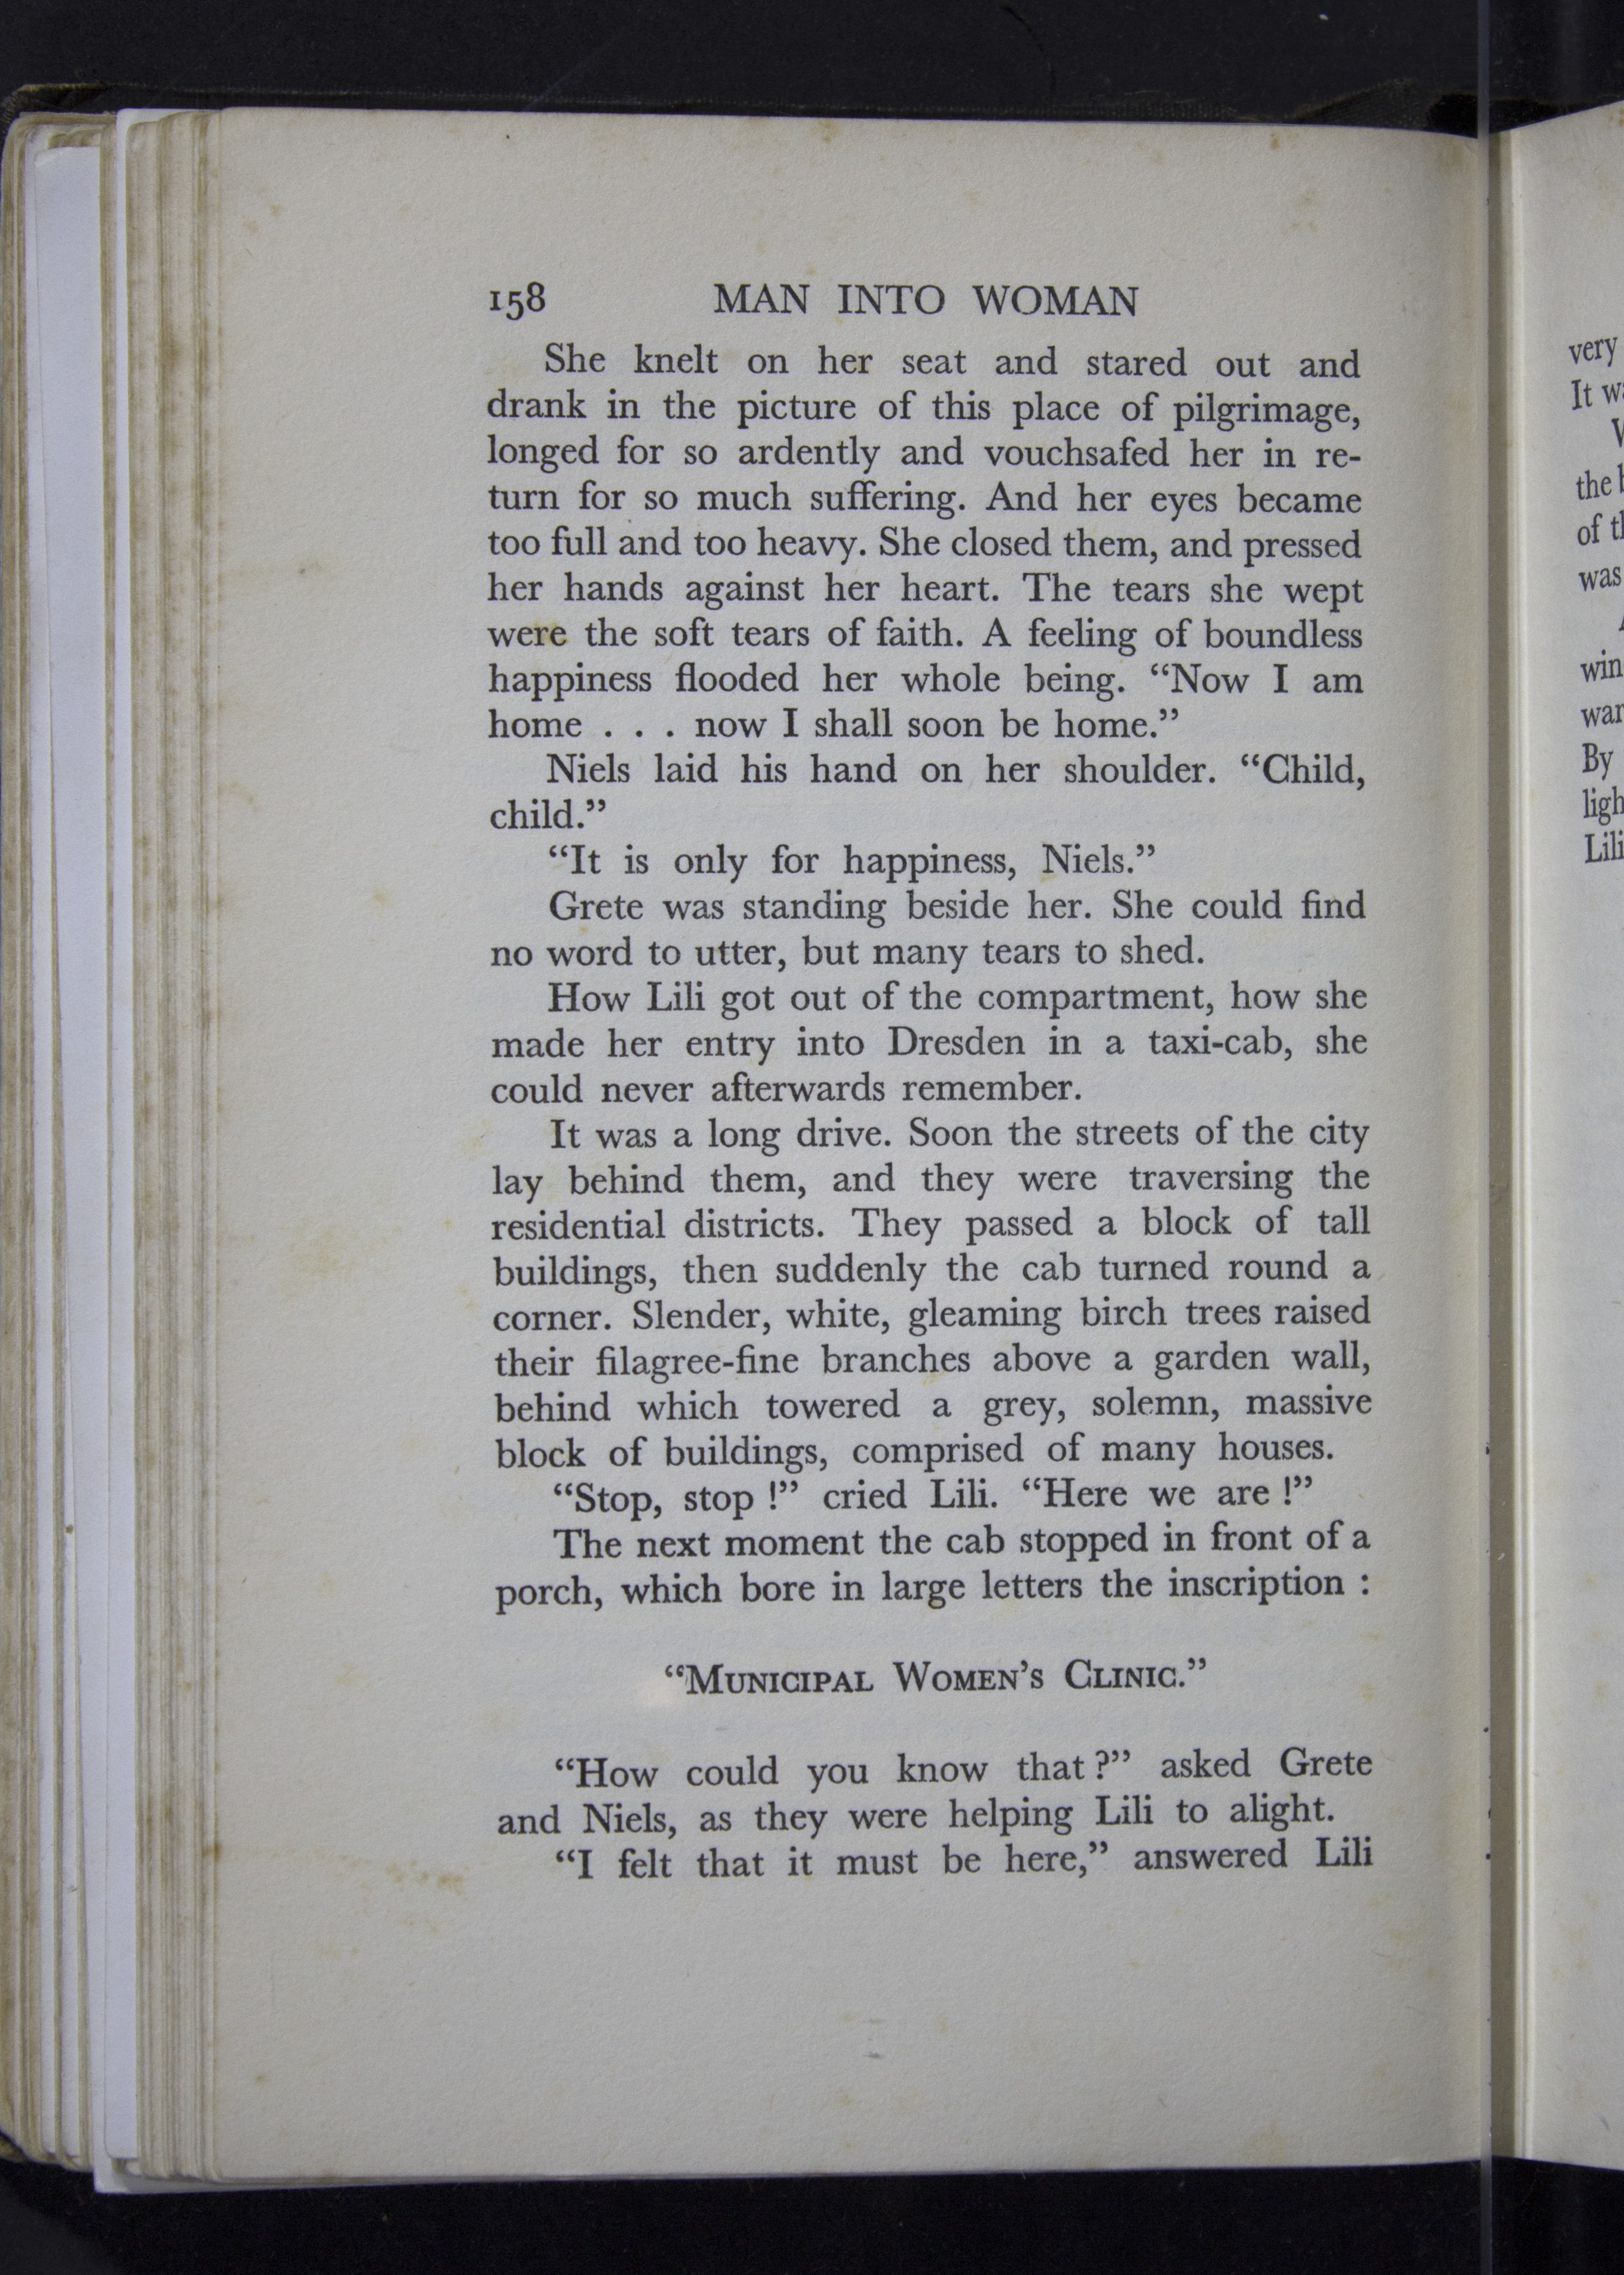 158 MAN INTO WOMAN
She knelt on her seat and stared out and
drank in the picture of this place of pilgrimage,
longed for so ardently and vouchsafed her in re-
turn for so much suffering. And her eyes became
too full and too heavy. She closed them, and pressed
her hands against her heart. The tears she wept
were the soft tears of faith. A feeling of boundless
happiness flooded her whole being. “Now I am
home . . . now I shall soon be home.”
Niels laid his hand on her shoulder. “Child,
child.”
“It is only for happiness, Niels.”
Grete was standing beside her. She could find
no word to utter, but many tears to shed.
How Lili got out of the compartment, how she
made her entry into Dresden in a taxi-cab, she
could never afterwards remember.
It was a long drive. Soon the streets of the city
lay behind them, and they were traversing the
residential districts. They passed a block of tall
buildings, then suddenly the cab turned round a
corner. Slender, white, gleaming birch trees raised
their filagree-fine branches above a garden wall,
behind which towered a grey, solemn, massive
block of buildings, comprised of many houses.
“Stop, stop !” cried Lili. “Here we are !”
The next moment the cab stopped in front of a
porch, which bore in large letters the inscription :
“MUNICIPAL WOMEN’S CLINIC.”
“How could you know that ?” asked Grete
and Niels, as they were helping Lili to alight.
“I felt that it must be here,” answered Lili
very
It
the
of
was
By
Lili